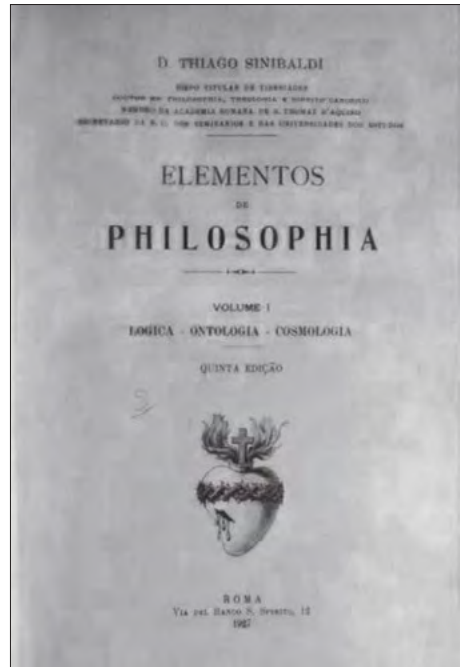 D. THIAGO SINIBALDI
BISPO TITULAR DE TIBERIADES
DOUTOR EM PHILOSOPHIA, THEOLOGIA E DIREITO CANONICO
MEMBRO DA ACADEMIA ROMANA DE S. THOMAZ D'AQUINO
SECRETARIO DA S. C. DOS SEMINARIOS E DAS UNIVERSIDADES DOS ESTUDOS
ELEMENTOS
DE
PHILOSOPHIA
VOLUME I
LOGICA - ONTOLOGIA - COSMOLOGIA
QUINTA EDIÇÃO
ROMA
VIA DEL BANCO S. SPIRITO, 12
1927